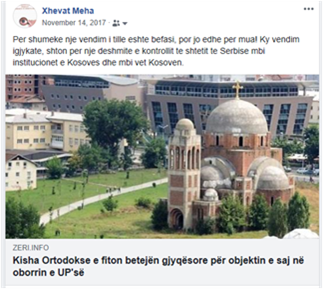 Xhevat Meha
November 14, 2017 ·
Per shumeke nje vendim i tille eshte befasi, por jo edhe per mua! Ky vendim
igjykate, shton per nje deshmite e kontrollit te shtetit te Serbise mbi
institucionet e Kosoves dhe mbi vet Kosoven.
ZERI.INFO
Kisha Ortodokse e fiton betejën gjyqësore për objektin e saj në
oborrin e UP'së